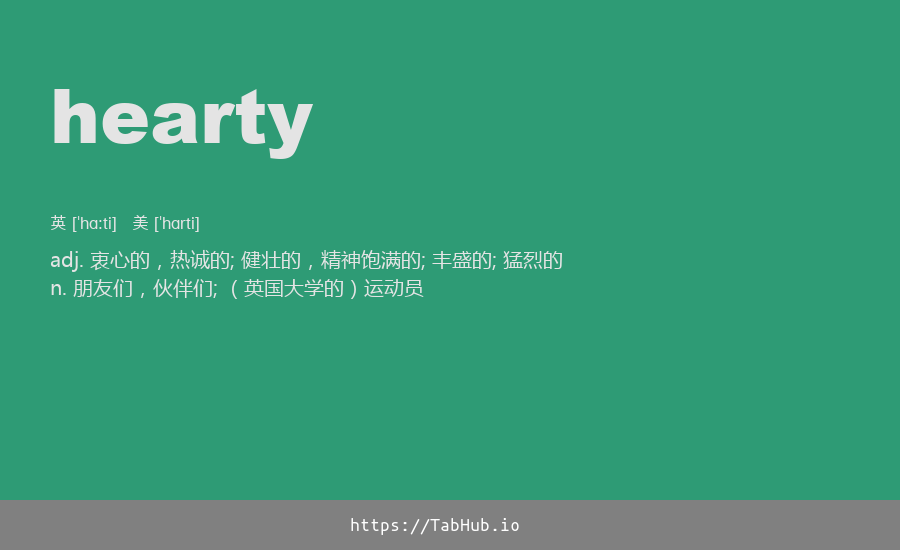 hearty
英 ['hɑ:ti] 美 ['hɑrti]
adj. 衷心的，热诚的; 健壮的，精神饱满的; 丰盛的; 猛烈的
n. 朋友们，伙伴们; （英国大学的）运动员
https://TabHub.io